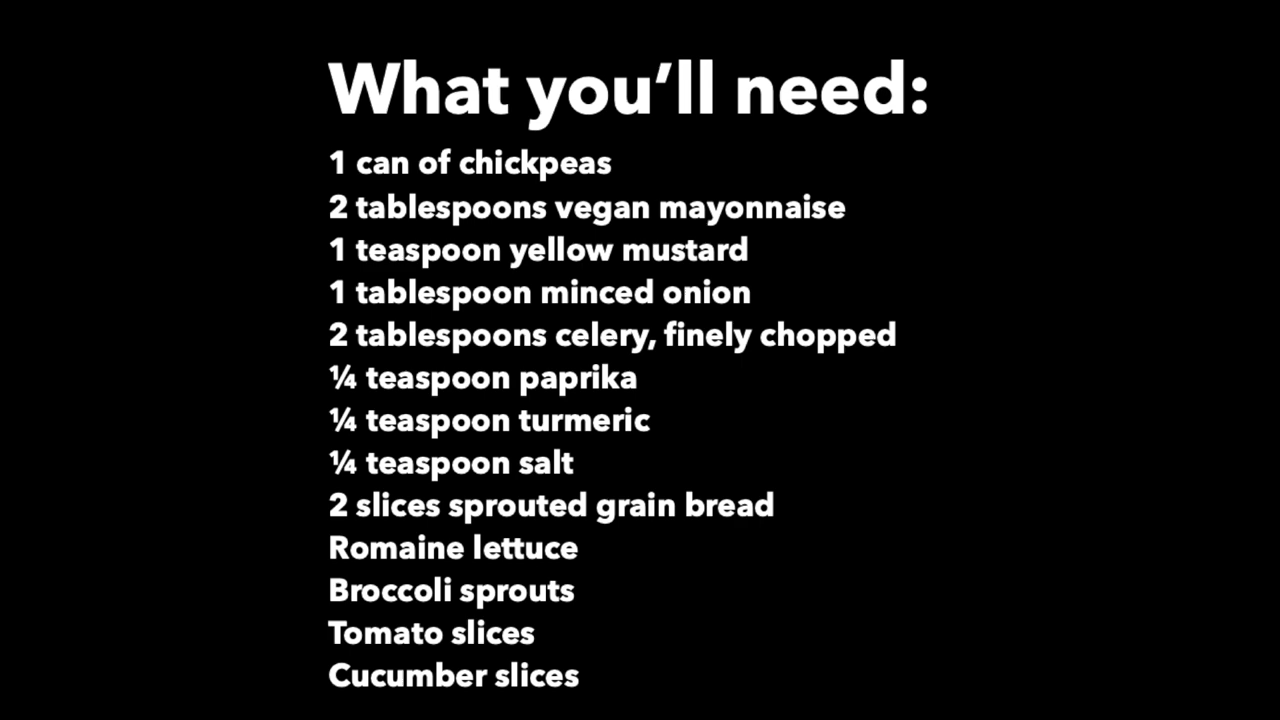 What you’ll need:
1 can of chickpeas
2 tablespoons vegan mayonnaise
1 teaspoon yellow mustard
1 tablespoon minced onion
2 tablespoons celery, finely chopped
¼ teaspoon paprika
¼ teaspoon turmeric
¼ teaspoon salt
2 slices sprouted grain bread
Romaine lettuce
Broccoli sprouts
Tomato slices
Cucumber slices